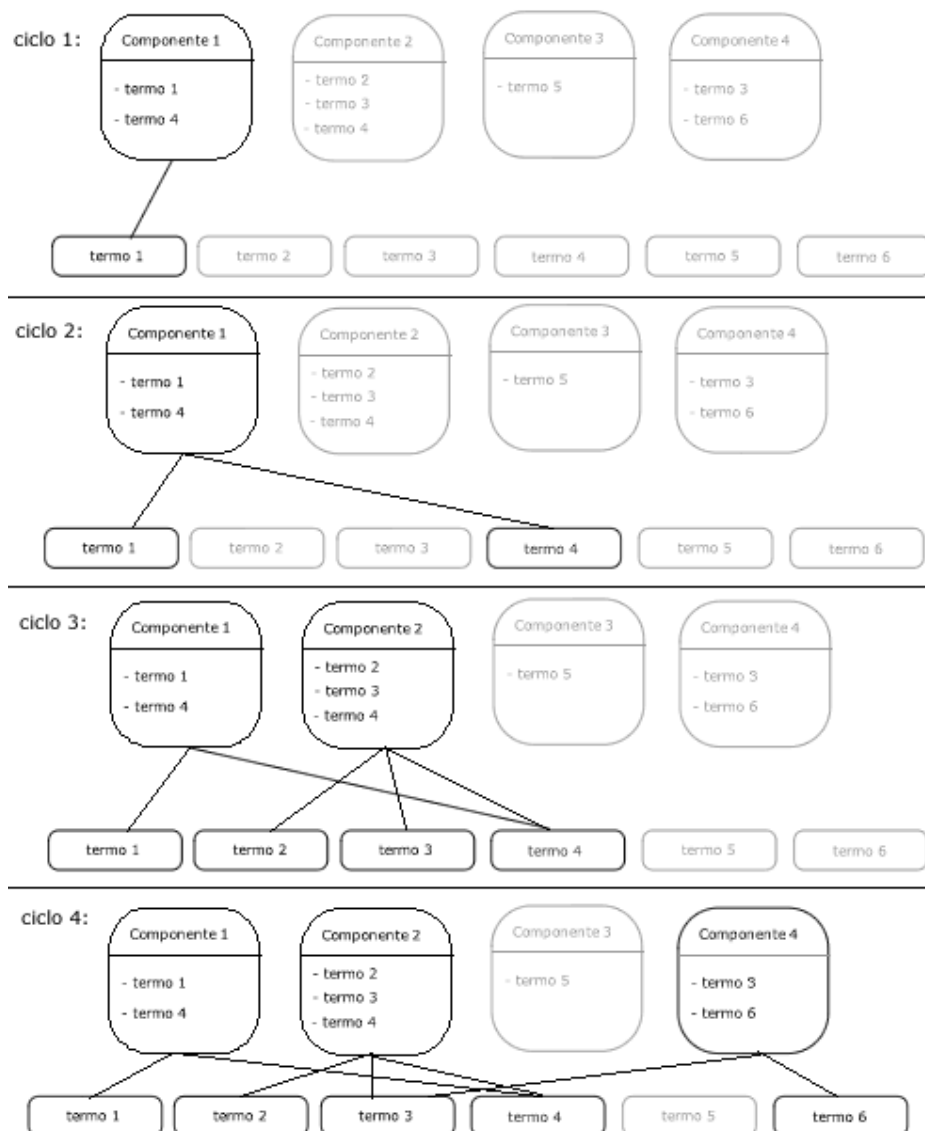 ciclo 1:
Componente 1
- termo 1
- termo 4
Componente 2
- termo 2
- termo 3
- termo 4
Componente 3
- termo 5
Componente 4
- termo 3
- termo 6
termo 1
termo 2
termo 3
termo 4
termo 5
termo 6
ciclo 2:
Componente 1
- termo 1
- termo 4
Componente 2
- termo 2
- termo 3
- termo 4
Componente 3
- termo 5
Componente 4
- termo 3
- termo 6
termo 1
termo 2
termo 3
termo 4
termo 5
termo 6
ciclo 3:
Componente 1
- termo 1
- termo 4
Componente 2
- termo 2
- termo 3
- termo 4
Componente 3
- termo 5
Componente 4
- termo 3
- termo 6
termo 1
termo 2
termo 3
termo 4
termo 5
termo 6
ciclo 4:
Componente 1
- termo 1
- termo 4
Componente 2
- termo 2
- termo 3
- termo 4
Componente 3
- termo 5
Componente 4
- termo 3
- termo 6
termo 1
termo 2
termo 3
termo 4
termo 5
termo 6